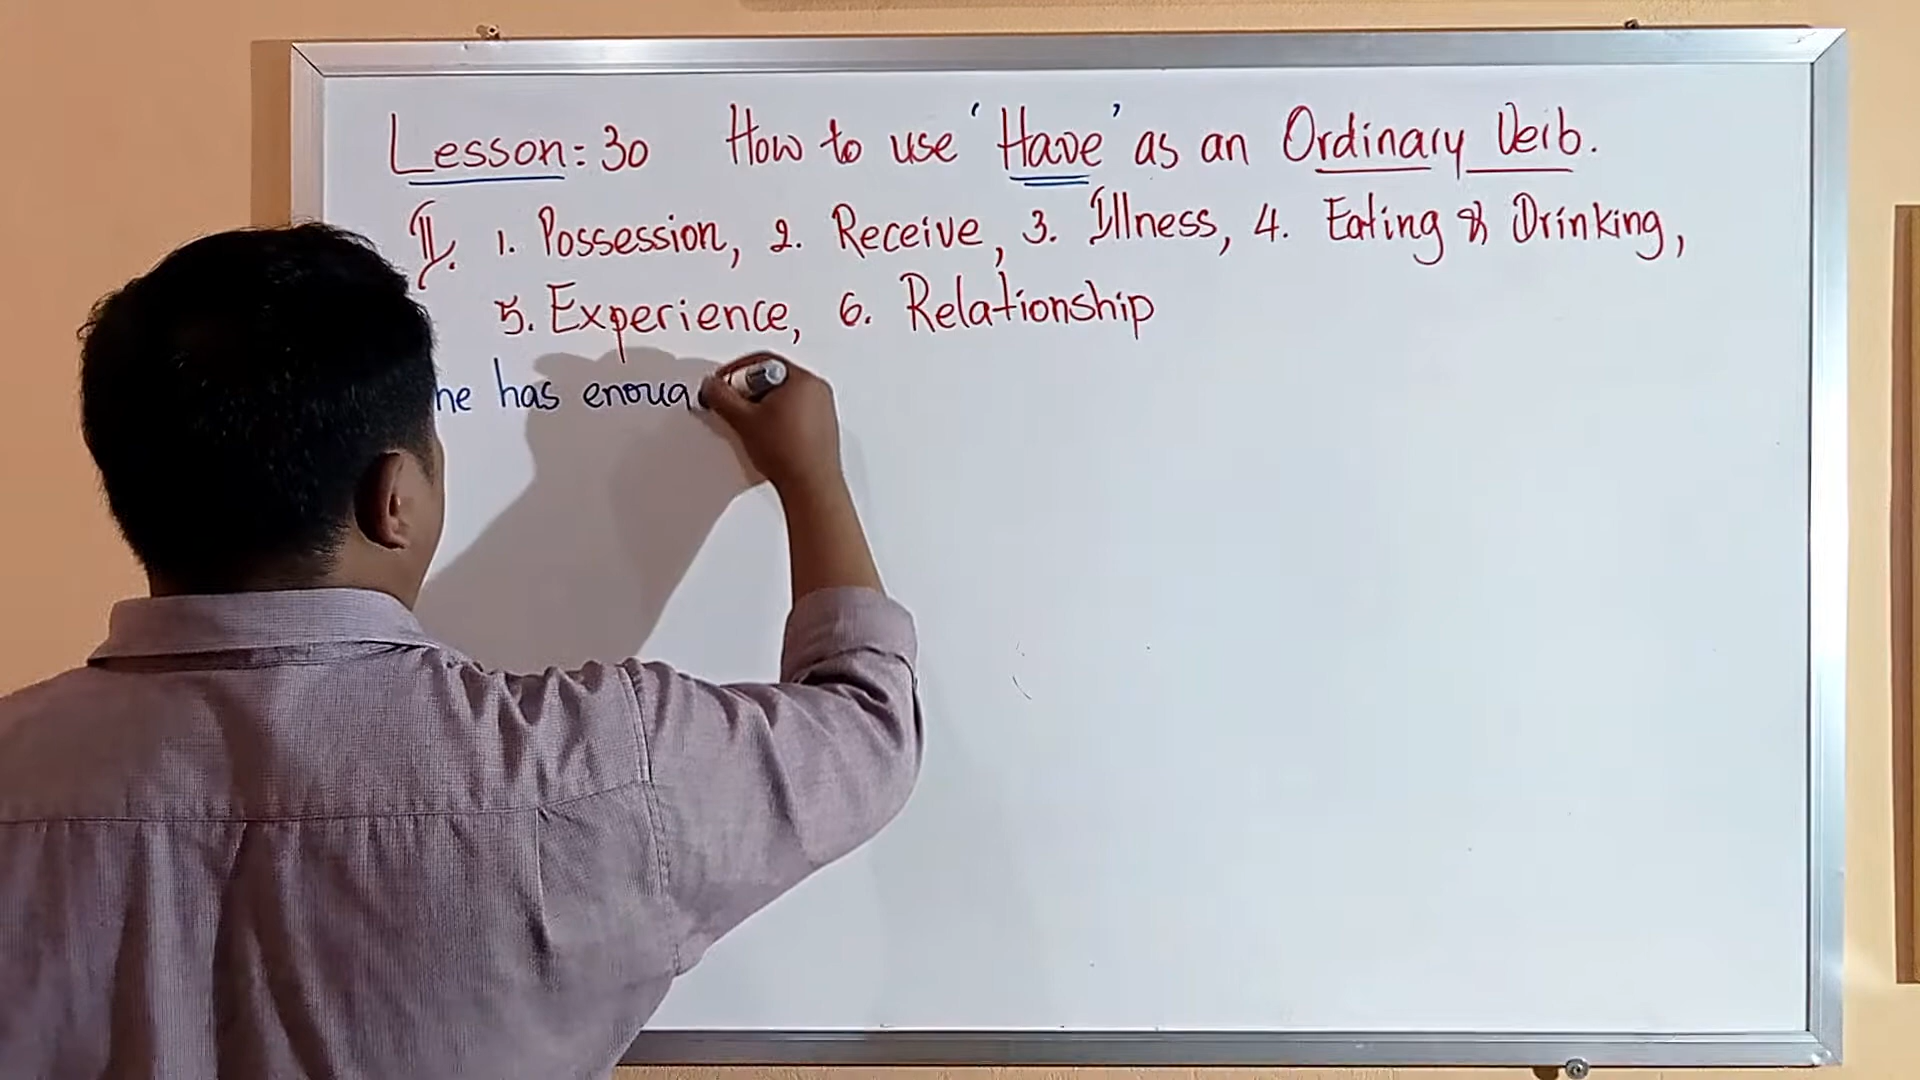 Lesson: 30 How to use 'Have' as an Ordinary Verb.
II. 1. Possession, 2. Receive, 3. Illness, 4. Eating & Drinking,
5. Experience, 6. Relationship
he has enoug